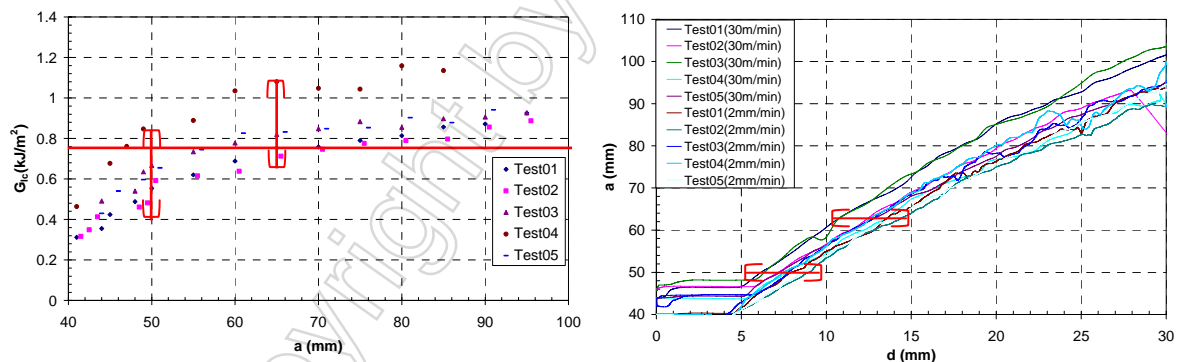 1.4
1.2
1
0.8
0.6
0.4
0.2
0
40 50 60 70 80 90 100
G_Ic(kJ/m²)
a (mm)
Test01
Test02
Test03
Test04
Test05
yright by
110
100
90
80
70
60
50
40
0 5 10 15 20 25 30
a (mm)
d (mm)
Test01(30m/min)
Test02(30m/min)
Test03(30m/min)
Test04(30m/min)
Test05(30m/min)
Test01(2mm/min)
Test02(2mm/min)
Test03(2mm/min)
Test04(2mm/min)
Test05(2mm/min)